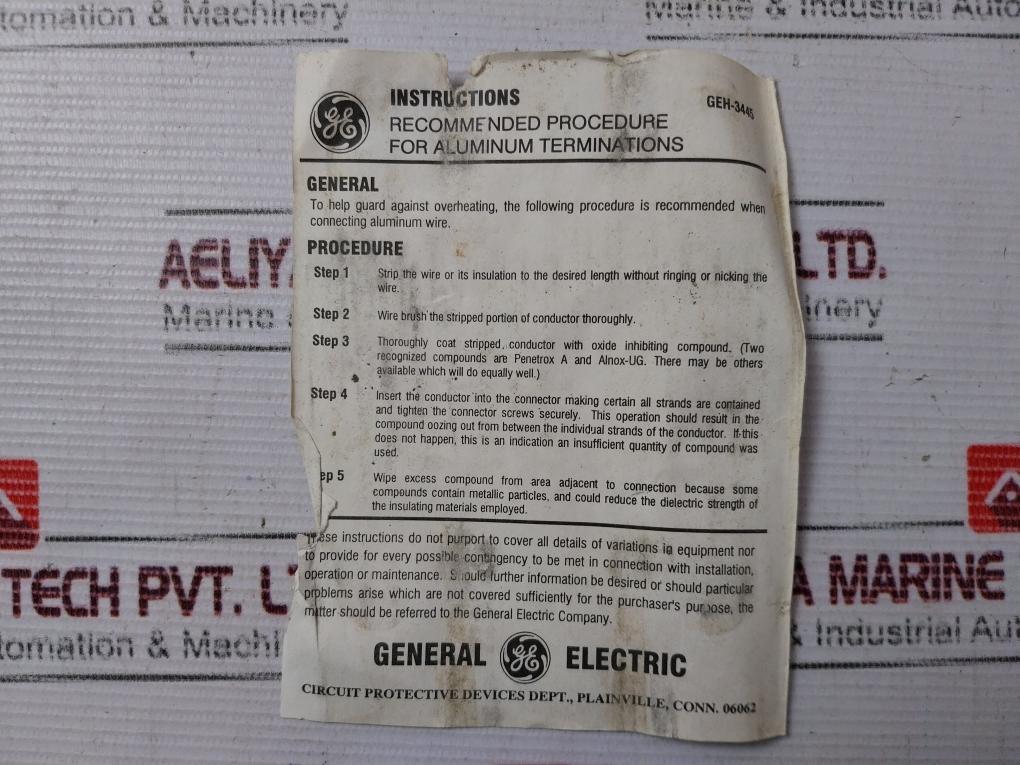 tomation & Machinery
Marine & Industrial Auto
INSTRUCTIONS
GEH-3445
RECOMMENDED PROCEDURE
FOR ALUMINUM TERMINATIONS
GENERAL
To help guard against overheating, the following procedure is recommended when
connecting aluminum wire.
PROCEDURE
Step 1 Strip the wire or its insulation to the desired length without ringing or nicking the
wire.
Step 2 Wire brush the stripped portion of conductor thoroughly.
Step 3 Thoroughly coat stripped conductor with oxide inhibiting compound. (Two
recognized compounds are Penetrox A and Alnox-UG. There may be others
available which will do equally well.)
Step 4 Insert the conductor into the connector making certain all strands are contained
and tighten the connector screws securely. This operation should result in the
compound oozing out from between the individual strands of the conductor. If this
does not happen, this is an indication an insufficient quantity of compound was
used.
ep 5 Wipe excess compound from area adjacent to connection because some
compounds contain metallic particles, and could reduce the dielectric strength of
the insulating materials employed.
These instructions do not purport to cover all details of variations in equipment nor
to provide for every possible contingency to be met in connection with installation,
operation or maintenance. Should further information be desired or should particular
problems arise which are not covered sufficiently for the purchaser's purpose, the
matter should be referred to the General Electric Company.
GENERAL GE ELECTRIC
CIRCUIT PROTECTIVE DEVICES DEPT., PLAINVILLE, CONN. 06062
AELIYA LTD.
Marine inery
TECH PVT. L A MARINE
tomation & Machi & Industrial Aut